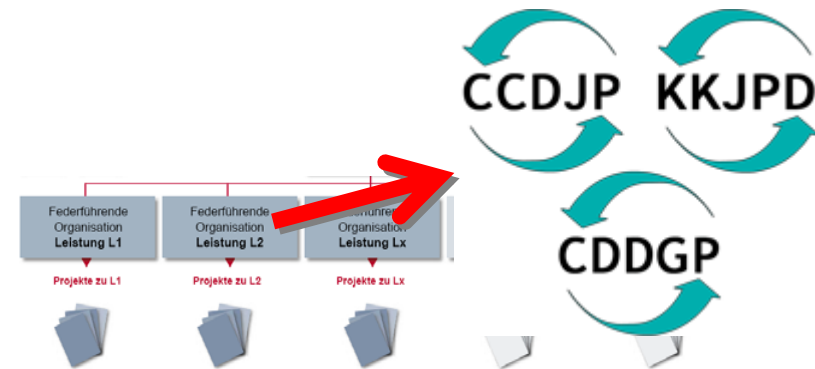 CCDJP
KKJPD
CDDGP
Federführende
Organisation
Leistung L1
Projekte zu L1
Federführende
Organisation
Leistung L2
Projekte zu L2
Organisation
Leistung Lx
Projekte zu Lx